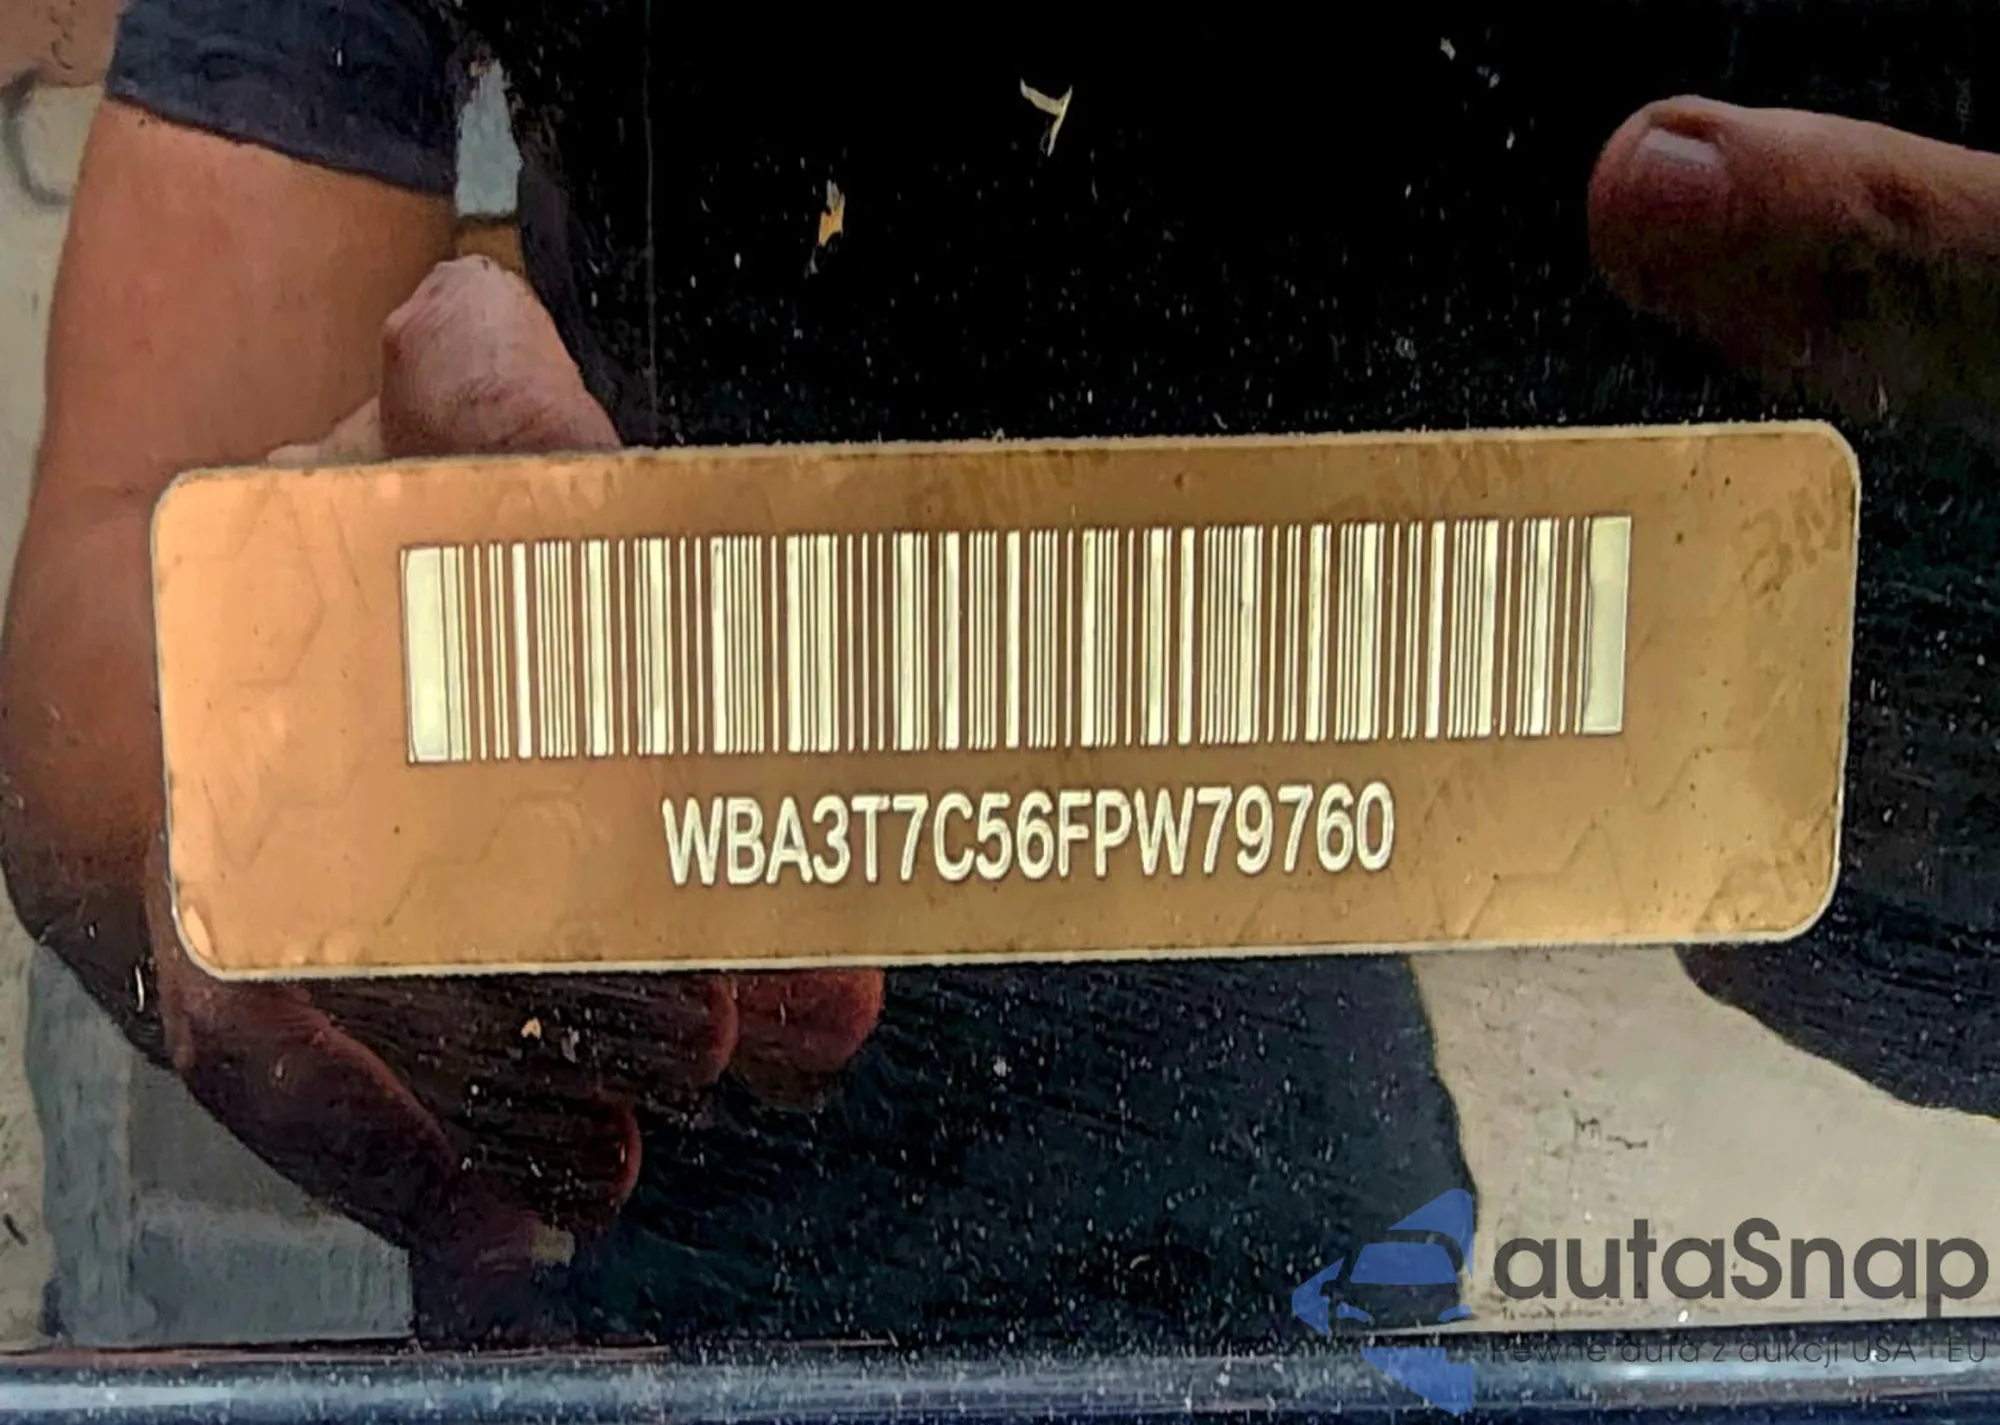 WBA3T7C56FPW79760
autaSnap
Pewne auta z aukcji USA i EU